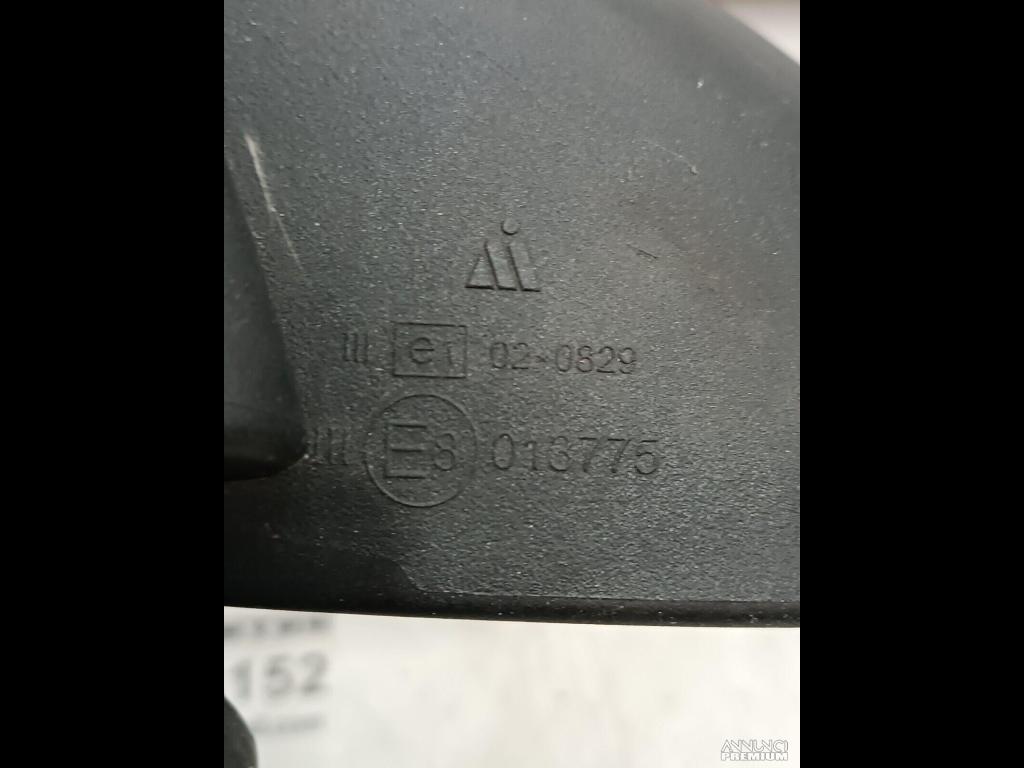 III e1 02-0829
III E8 013775
152
ANNUNCI
PREMIUM